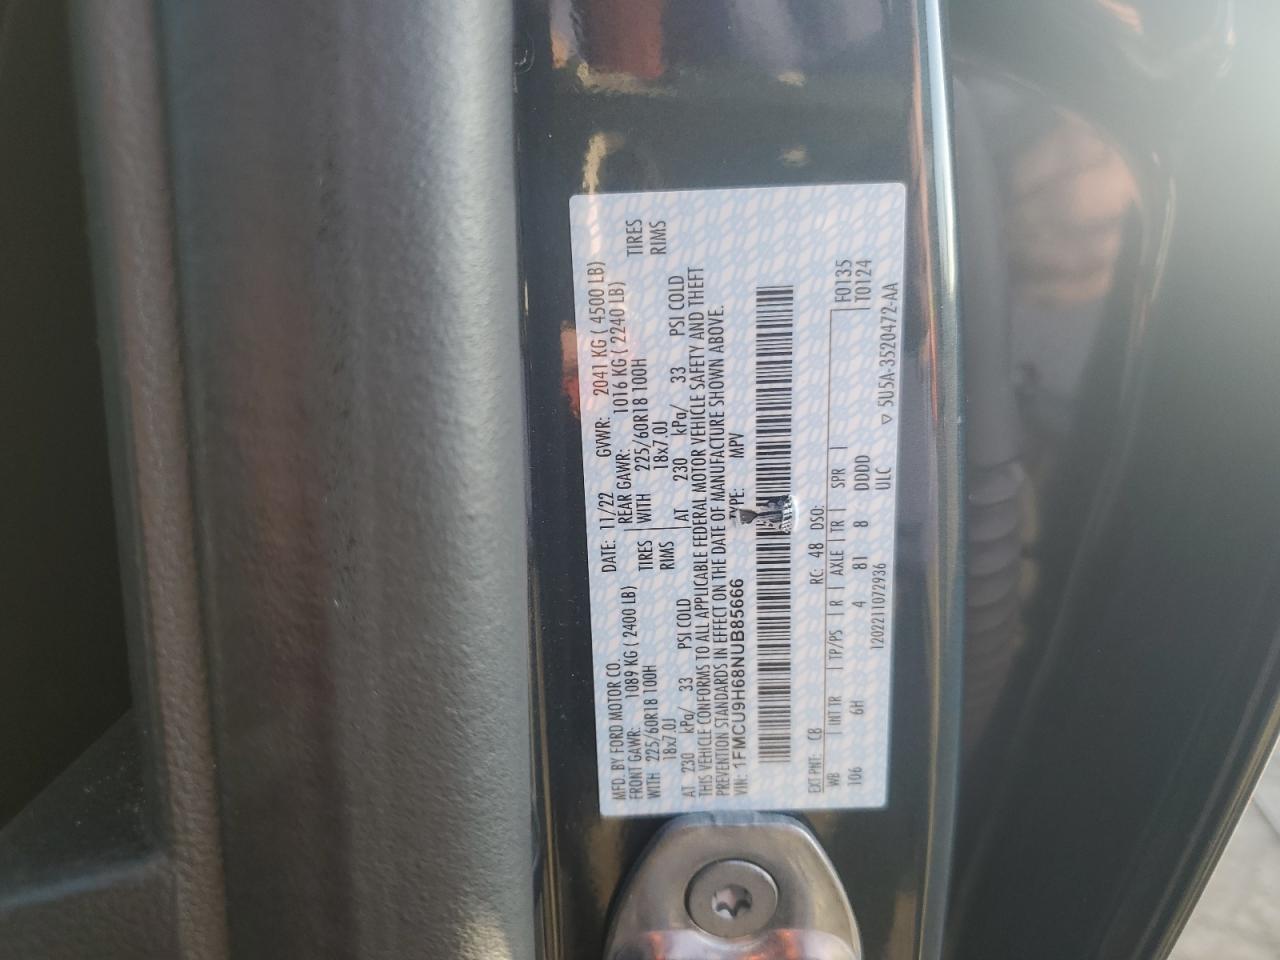 MFD. BY FORD MOTOR CO. DATE: 11/22 GVWR: 2041 KG ( 4500 LB)
FRONT GAWR: 1089 KG ( 2400 LB) REAR GAWR: 1016 KG ( 2240 LB)
WITH 225/60R18 100H TIRES WITH 225/60R18 100H TIRES
18x7.0J RIMS 18x7.0J RIMS
AT 230 kPa/ 33 PSI COLD AT 230 kPa/ 33 PSI COLD
THIS VEHICLE CONFORMS TO ALL APPLICABLE FEDERAL MOTOR VEHICLE SAFETY AND THEFT
PREVENTION STANDARDS IN EFFECT ON THE DATE OF MANUFACTURE SHOWN ABOVE.
VIN: 1FMCU9H68NUB85666 TYPE: MPV
EXT PNT: C8 RC: 48 DSO: F0135
WB INT TR TP/PS R AXLE TR SPR T0124
106 6H 4 81 8 DDDD ▽ 5U5A-3520472-AA
1202211072936 ULC